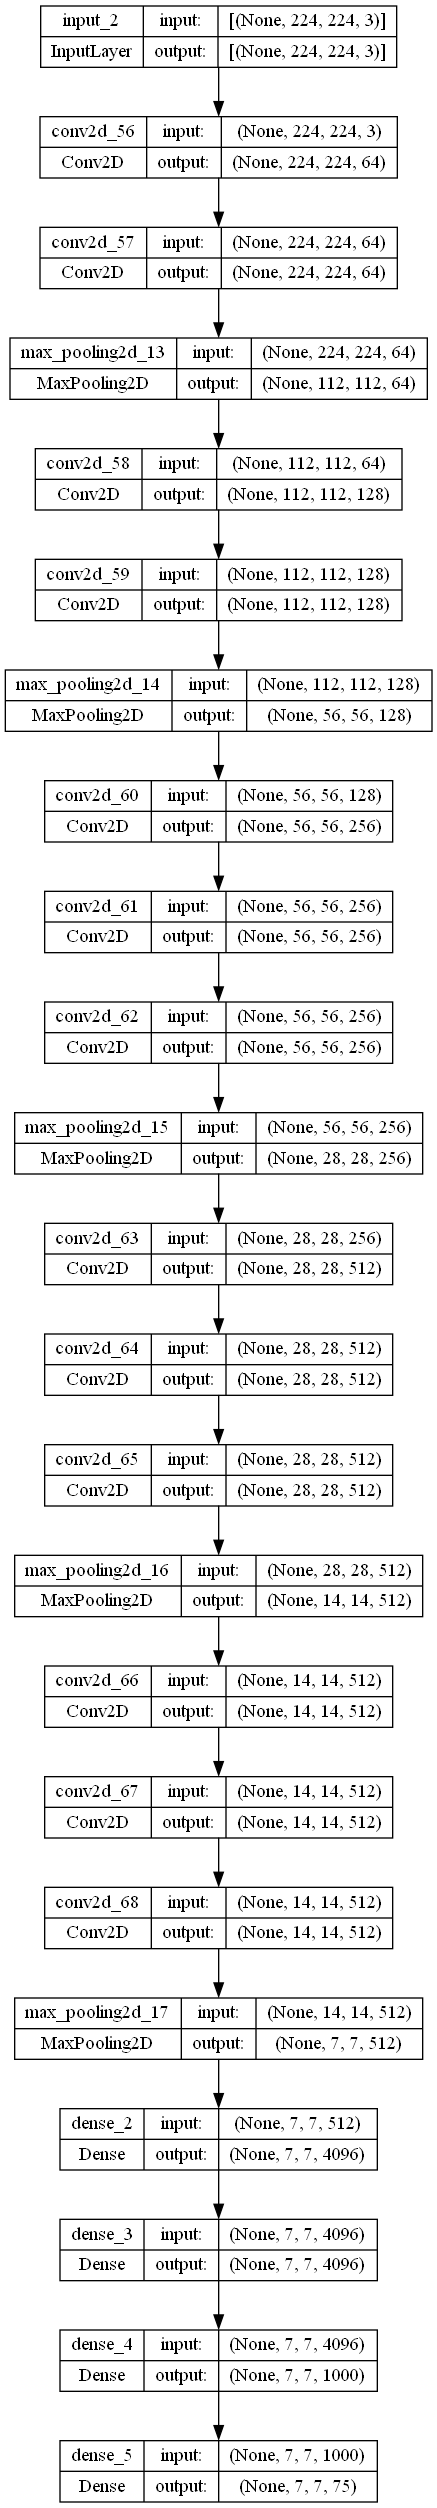 input_2 input: [(None, 224, 224, 3)]
InputLayer output: [(None, 224, 224, 3)]
conv2d_56 input: (None, 224, 224, 3)
Conv2D output: (None, 224, 224, 64)
conv2d_57 input: (None, 224, 224, 64)
Conv2D output: (None, 224, 224, 64)
max_pooling2d_13 input: (None, 224, 224, 64)
MaxPooling2D output: (None, 112, 112, 64)
conv2d_58 input: (None, 112, 112, 64)
Conv2D output: (None, 112, 112, 128)
conv2d_59 input: (None, 112, 112, 128)
Conv2D output: (None, 112, 112, 128)
max_pooling2d_14 input: (None, 112, 112, 128)
MaxPooling2D output: (None, 56, 56, 128)
conv2d_60 input: (None, 56, 56, 128)
Conv2D output: (None, 56, 56, 256)
conv2d_61 input: (None, 56, 56, 256)
Conv2D output: (None, 56, 56, 256)
conv2d_62 input: (None, 56, 56, 256)
Conv2D output: (None, 56, 56, 256)
max_pooling2d_15 input: (None, 56, 56, 256)
MaxPooling2D output: (None, 28, 28, 256)
conv2d_63 input: (None, 28, 28, 256)
Conv2D output: (None, 28, 28, 512)
conv2d_64 input: (None, 28, 28, 512)
Conv2D output: (None, 28, 28, 512)
conv2d_65 input: (None, 28, 28, 512)
Conv2D output: (None, 28, 28, 512)
max_pooling2d_16 input: (None, 28, 28, 512)
MaxPooling2D output: (None, 14, 14, 512)
conv2d_66 input: (None, 14, 14, 512)
Conv2D output: (None, 14, 14, 512)
conv2d_67 input: (None, 14, 14, 512)
Conv2D output: (None, 14, 14, 512)
conv2d_68 input: (None, 14, 14, 512)
Conv2D output: (None, 14, 14, 512)
max_pooling2d_17 input: (None, 14, 14, 512)
MaxPooling2D output: (None, 7, 7, 512)
dense_2 input: (None, 7, 7, 512)
Dense output: (None, 7, 7, 4096)
dense_3 input: (None, 7, 7, 4096)
Dense output: (None, 7, 7, 4096)
dense_4 input: (None, 7, 7, 4096)
Dense output: (None, 7, 7, 1000)
dense_5 input: (None, 7, 7, 1000)
Dense output: (None, 7, 7, 75)